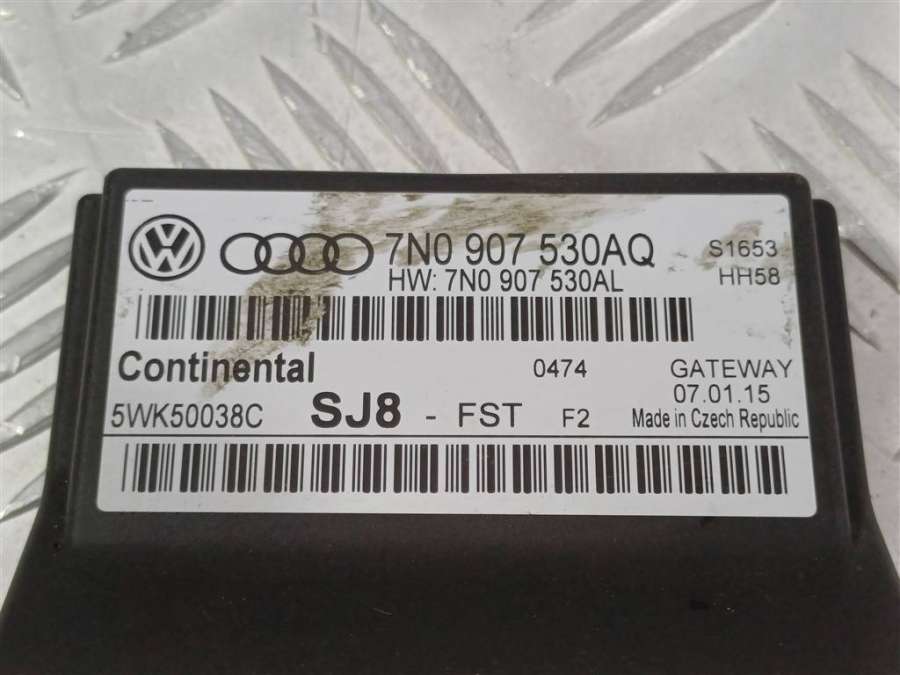 7N0 907 530AQ S1653
HW: 7N0 907 530AL HH58
Continental 0474 GATEWAY
07.01.15
5WK50038C SJ8 - FST F2 Made in Czech Republic